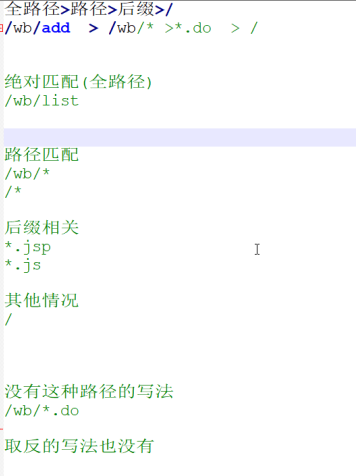 全路径>路径>后缀>/
/wb/add > /wb/* >*.do > /
绝对匹配(全路径)
/wb/list
路径匹配
/wb/*
/*
后缀相关
*.jsp
*.js
其他情况
/
没有这种路径的写法
/wb/*.do
取反的写法也没有